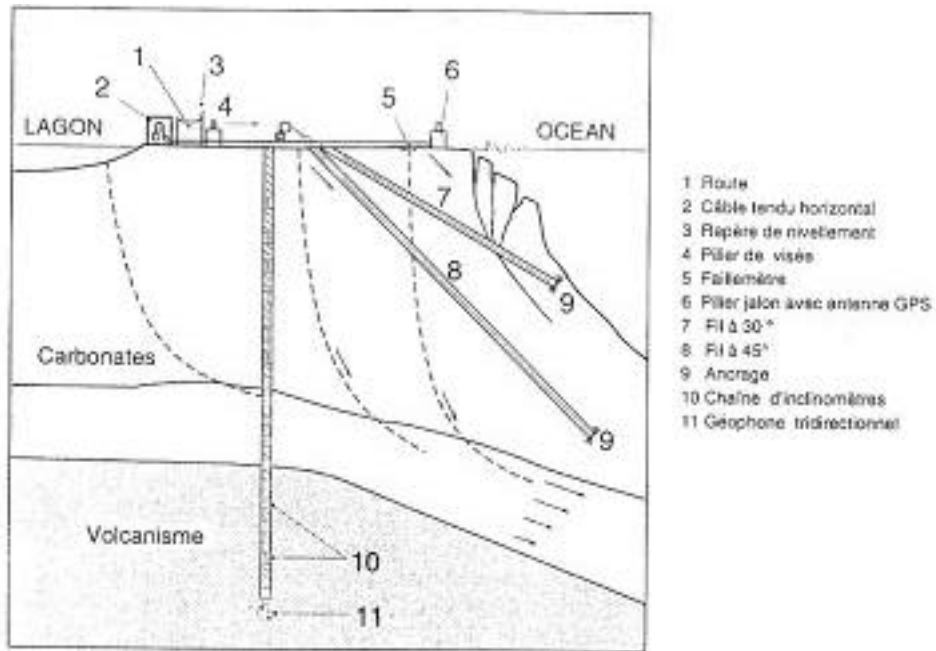 1
3
6
2
4
5
LAGON
OCEAN
7
8
9
Carbonates
9
Volcanisme
10
11
1 Route
2 Câble tendu horizontal
3 Repère de nivellement
4 Pilier de visée
5 Faillemètre
6 Pilier jalon avec antenne GPS
7 Fil à 30°
8 Fil à 45°
9 Ancrage
10 Chaîne d'inclinomètres
11 Géophone tridirectionnel